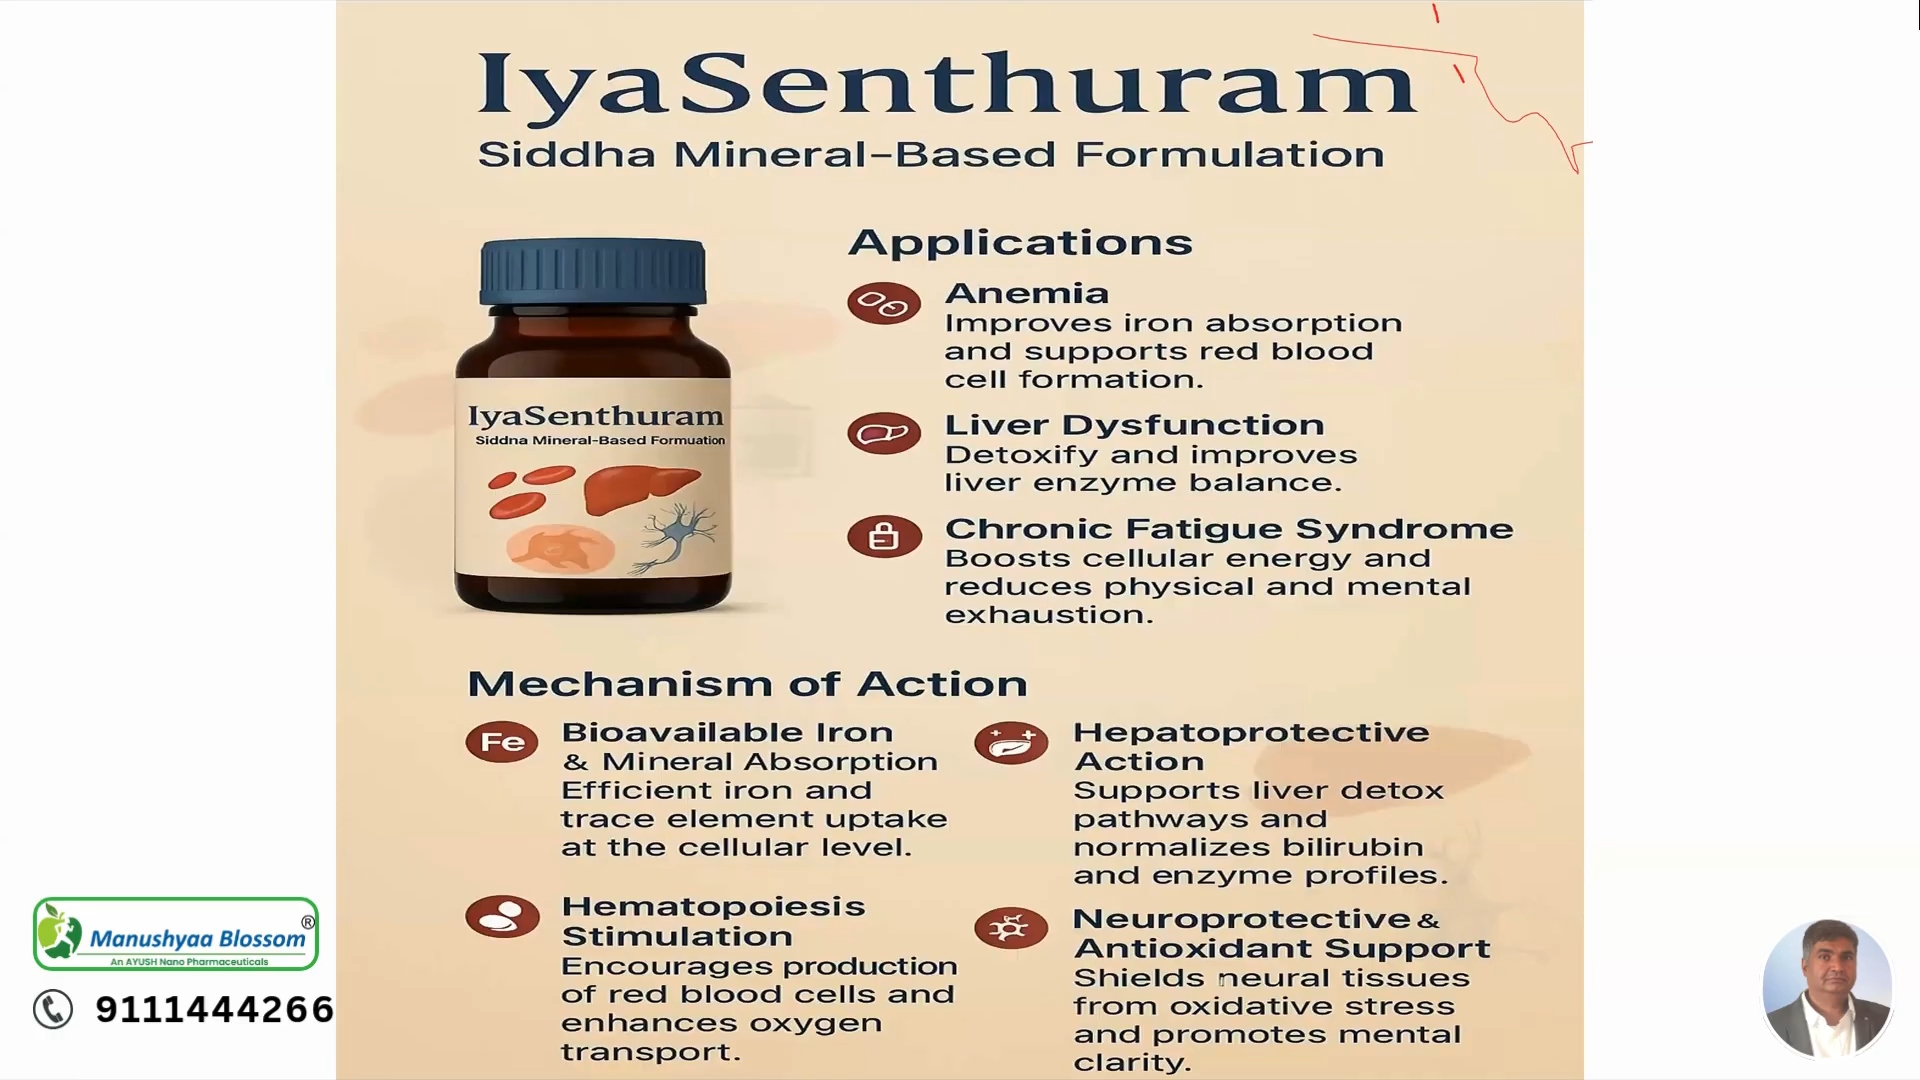 IyaSenthuram
Siddha Mineral-Based Formulation
IyaSenthuram
Siddna Mineral-Based Formuation
Applications
Anemia
Improves iron absorption
and supports red blood
cell formation.
Liver Dysfunction
Detoxify and improves
liver enzyme balance.
Chronic Fatigue Syndrome
Boosts cellular energy and
reduces physical and mental
exhaustion.
Mechanism of Action
Fe
Bioavailable Iron
& Mineral Absorption
Efficient iron and
trace element uptake
at the cellular level.
Hematopoiesis
Stimulation
Encourages production
of red blood cells and
enhances oxygen
transport.
Hepatoprotective
Action
Supports liver detox
pathways and
normalizes bilirubin
and enzyme profiles.
Neuroprotective &
Antioxidant Support
Shields neural tissues
from oxidative stress
and promotes mental
clarity.
Manushyaa Blossom ®
An AYUSH Nano Pharmaceuticals
9111444266